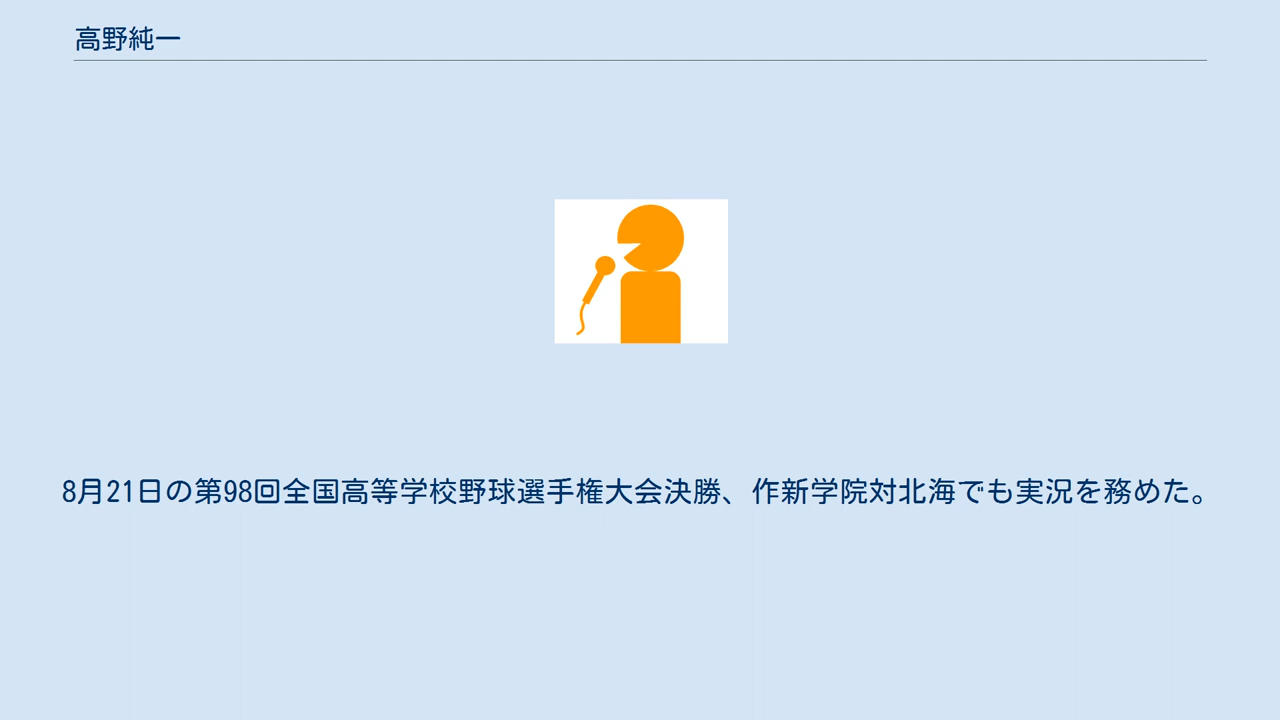 高野純一
8月21日の第98回全国高等学校野球選手権大会決勝、作新学院対北海でも実況を務めた。